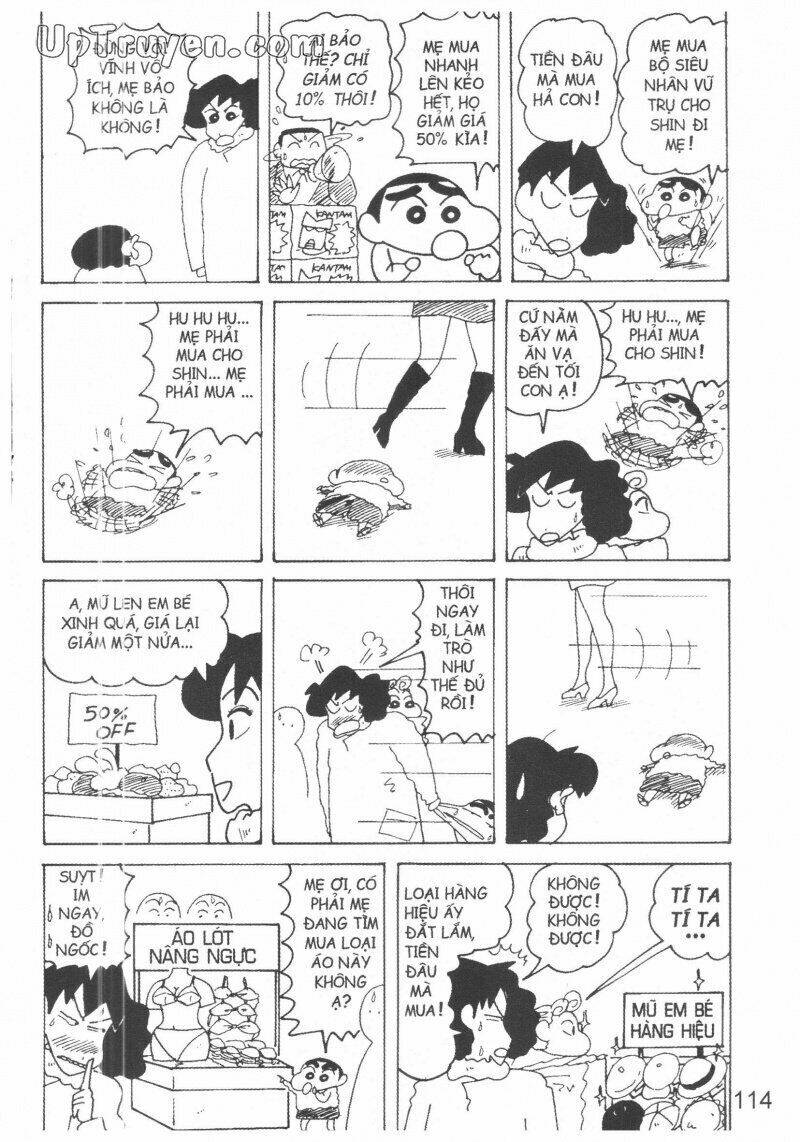 UpTruyen.com
MẸ MUA
BỘ SIÊU
NHÂN VŨ
TRỤ CHO
SHIN ĐI
MẸ!
TIỀN ĐÂU
MÀ MUA
HẢ CON!
MẸ MUA
NHANH
LÊN KẺO
HẾT, HỌ
GIẢM GIÁ
50% KÌA!
AI BẢO
THẾ? CHỈ
GIẢM CÓ
10% THÔI!
KANTAM
KANTAM
ĐỪNG VÒI
VĨNH VÔ
ÍCH, MẸ BẢO
KHÔNG LÀ
KHÔNG!
HU HU..., MẸ
PHẢI MUA
CHO SHIN!
CỨ NẰM
ĐẤY MÀ
ĂN VẠ
ĐẾN TỐI
CON Ạ!
HU HU HU...
MẸ PHẢI
MUA CHO
SHIN... MẸ
PHẢI MUA ...
THÔI
NGAY
ĐI, LÀM
TRÒ
NHƯ
THẾ ĐỦ
RỒI!
A, MŨ LEN EM BÉ
XINH QUÁ, GIÁ LẠI
GIẢM MỘT NỬA...
50%
OFF
TÍ TA
TÍ TA
...
KHÔNG
ĐƯỢC!
KHÔNG
ĐƯỢC!
LOẠI HÀNG
HIỆU ẤY
ĐẮT LẮM,
TIỀN
ĐÂU
MÀ
MUA!
MŨ EM BÉ
HÀNG HIỆU
MẸ ƠI, CÓ
PHẢI MẸ
ĐANG TÌM
MUA LOẠI
ÁO NÀY
KHÔNG
Ạ?
ÁO LÓT
NÂNG NGỰC
SUYT!
IM
NGAY,
ĐỒ
NGỐC!
114